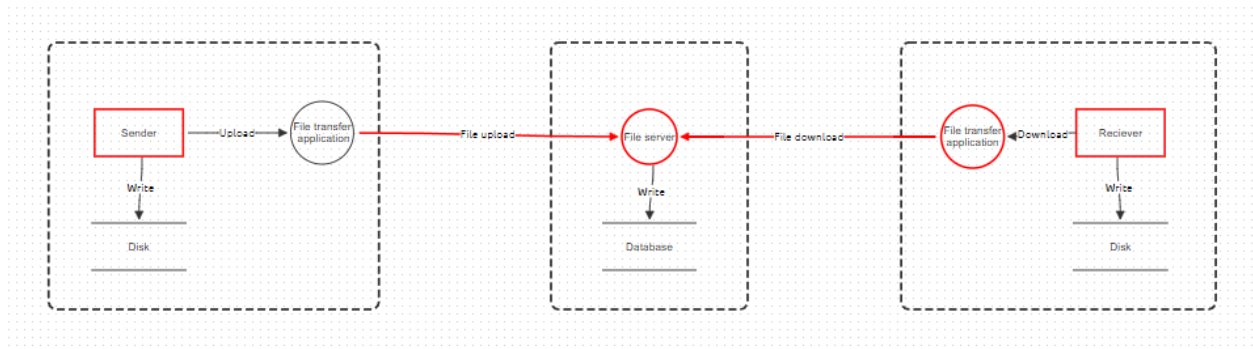 Sender
Upload
File transfer
application
File upload
File server
File download
File transfer
application
Download
Reciever
Write
Write
Write
Disk
Database
Disk